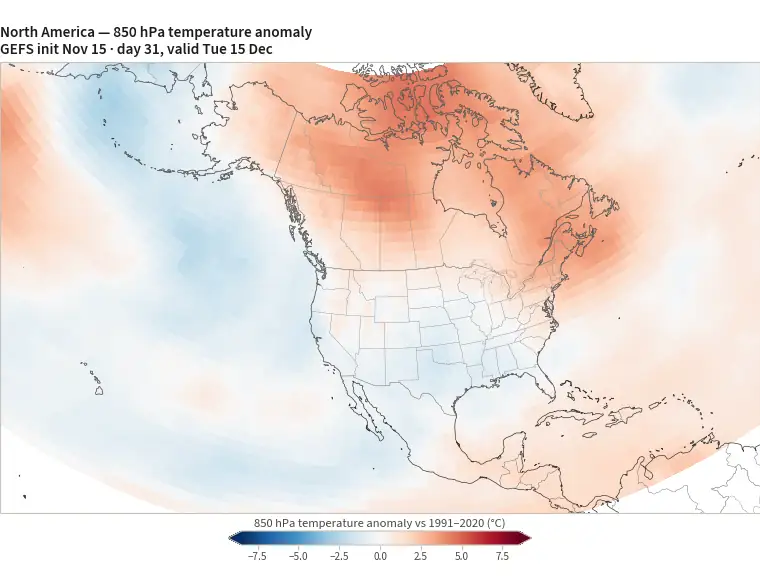 North America — 850 hPa temperature anomaly
GEFS init Nov 15 · day 31, valid Tue 15 Dec
850 hPa temperature anomaly vs 1991–2020 (°C)
−7.5 −5.0 −2.5 0.0 2.5 5.0 7.5